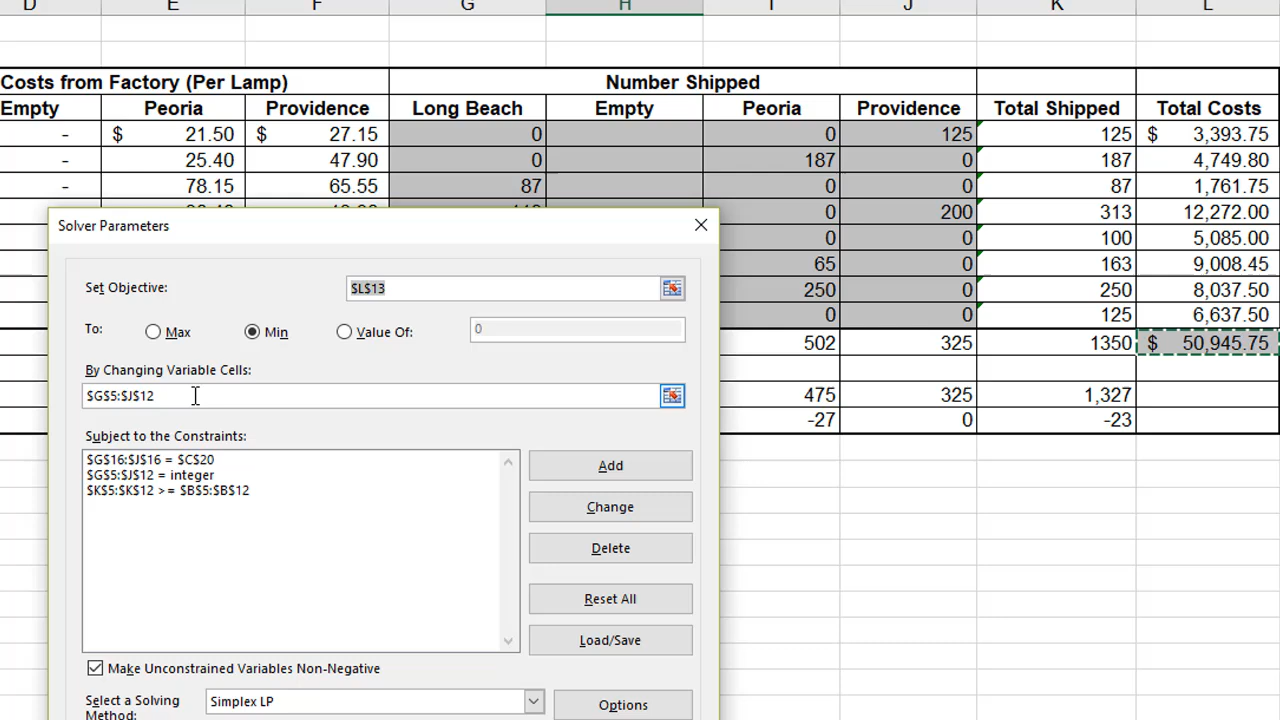 D E F G H I J K L
Costs from Factory (Per Lamp) Number Shipped
Empty Peoria Providence Long Beach Empty Peoria Providence Total Shipped Total Costs
- $ 21.50 $ 27.15 0 0 125 125 $ 3,393.75
- 25.40 47.90 0 187 0 187 4,749.80
- 78.15 65.55 87 0 0 87 1,761.75
0 200 313 12,272.00
Solver Parameters
0 0 100 5,085.00
65 0 163 9,008.45
Set Objective: $L$13
250 0 250 8,037.50
0 0 125 6,637.50
To: Max Min Value Of: 0
502 325 1350 $ 50,945.75
By Changing Variable Cells:
$G$5:$J$12
475 325 1,327
-27 0 -23
Subject to the Constraints:
$G$16:$J$16 = $C$20
$G$5:$J$12 = integer
$K$5:$K$12 >= $B$5:$B$12
Add
Change
Delete
Reset All
Load/Save
Make Unconstrained Variables Non-Negative
Select a Solving Method: Simplex LP Options